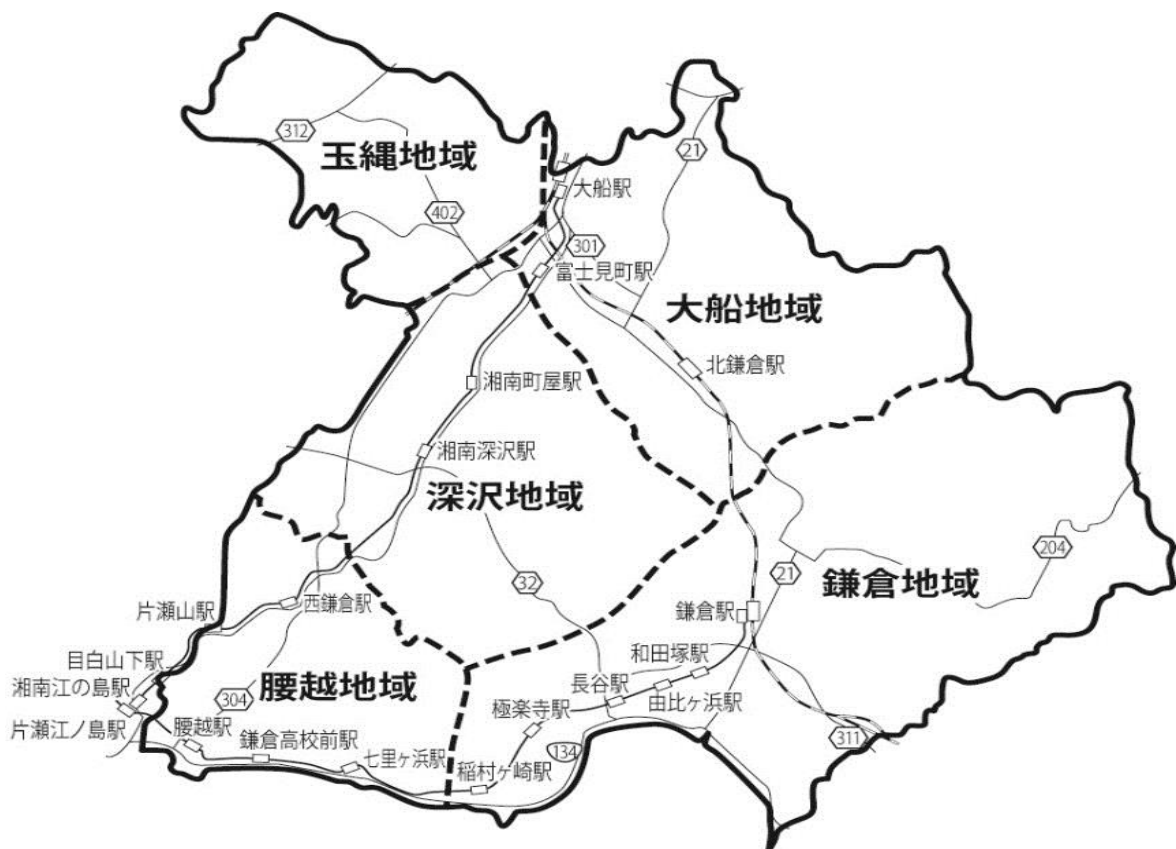 312
玉縄地域
21
大船駅
402
301
富士見町駅
大船地域
北鎌倉駅
湘南町屋駅
湘南深沢駅
深沢地域
204
32
21
鎌倉地域
西鎌倉駅
片瀬山駅
鎌倉駅
和田塚駅
目白山下駅
長谷駅
湘南江の島駅
腰越地域
304
由比ヶ浜駅
極楽寺駅
片瀬江ノ島駅
腰越駅
鎌倉高校前駅
七里ヶ浜駅
134
311
稲村ヶ崎駅